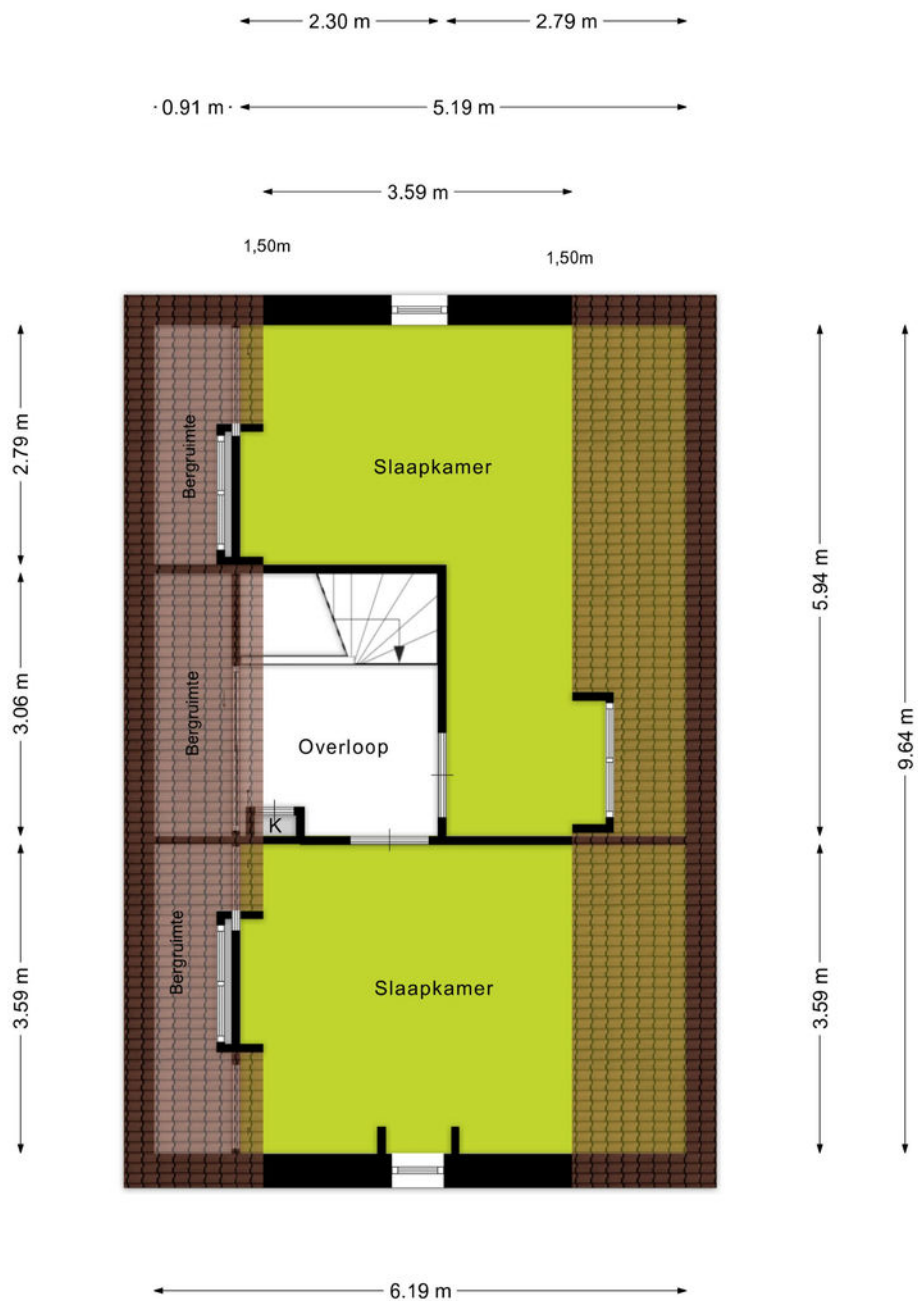 2.30 m
2.79 m
0.91 m
5.19 m
3.59 m
1,50m
1,50m
2.79 m
Bergruimte
Slaapkamer
5.94 m
3.06 m
Bergruimte
Overloop
9.64 m
K
Bergruimte
Slaapkamer
3.59 m
3.59 m
6.19 m